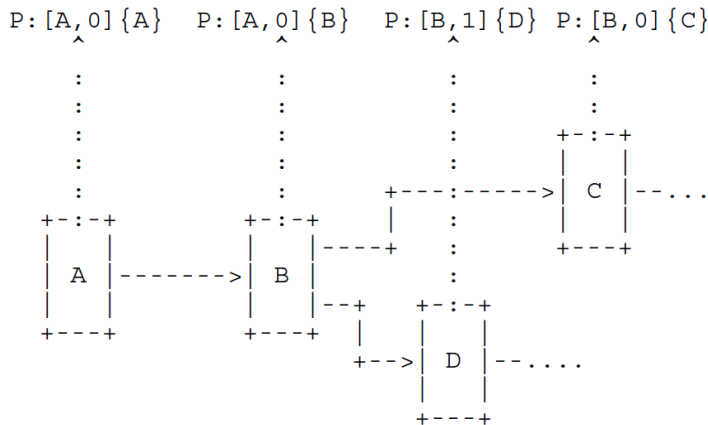 P:[A,0]{A} P:[A,0]{B} P:[B,1]{D} P:[B,0]{C}
^ ^ ^ ^
: : : :
: : : :
: : : +-:-+
: : : | |
: : +----:------>| C |--...
+-:-+ +-:-+ | : | |
| | | |----+ : +---+
| A |------->| B | :
| | | |--+ +-:-+
+---+ +---+ | | |
+-->| D |--....
| |
+---+